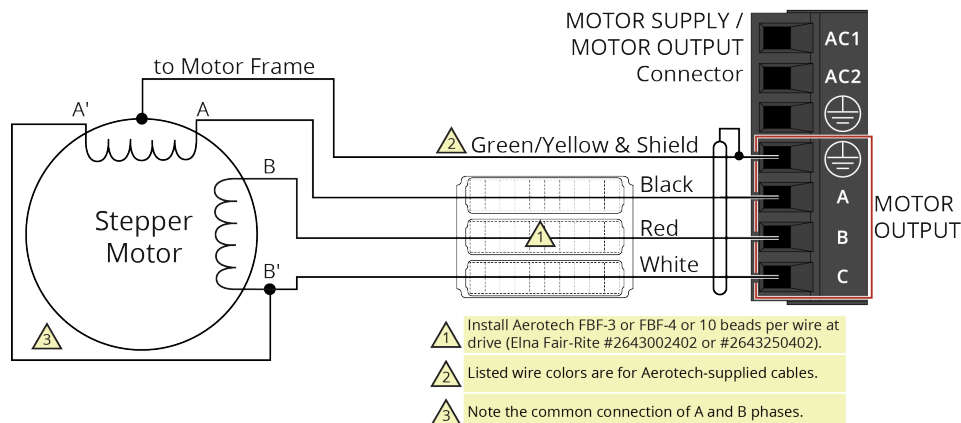 MOTOR SUPPLY /
MOTOR OUTPUT
Connector
AC1
AC2
to Motor Frame
A'
A
2
Green/Yellow & Shield
B
Black
A
MOTOR
OUTPUT
Stepper
Motor
1
Red
B
B'
White
C
3
1
Install Aerotech FBF-3 or FBF-4 or 10 beads per wire at
drive (Elna Fair-Rite #2643002402 or #2643250402).
2
Listed wire colors are for Aerotech-supplied cables.
3
Note the common connection of A and B phases.